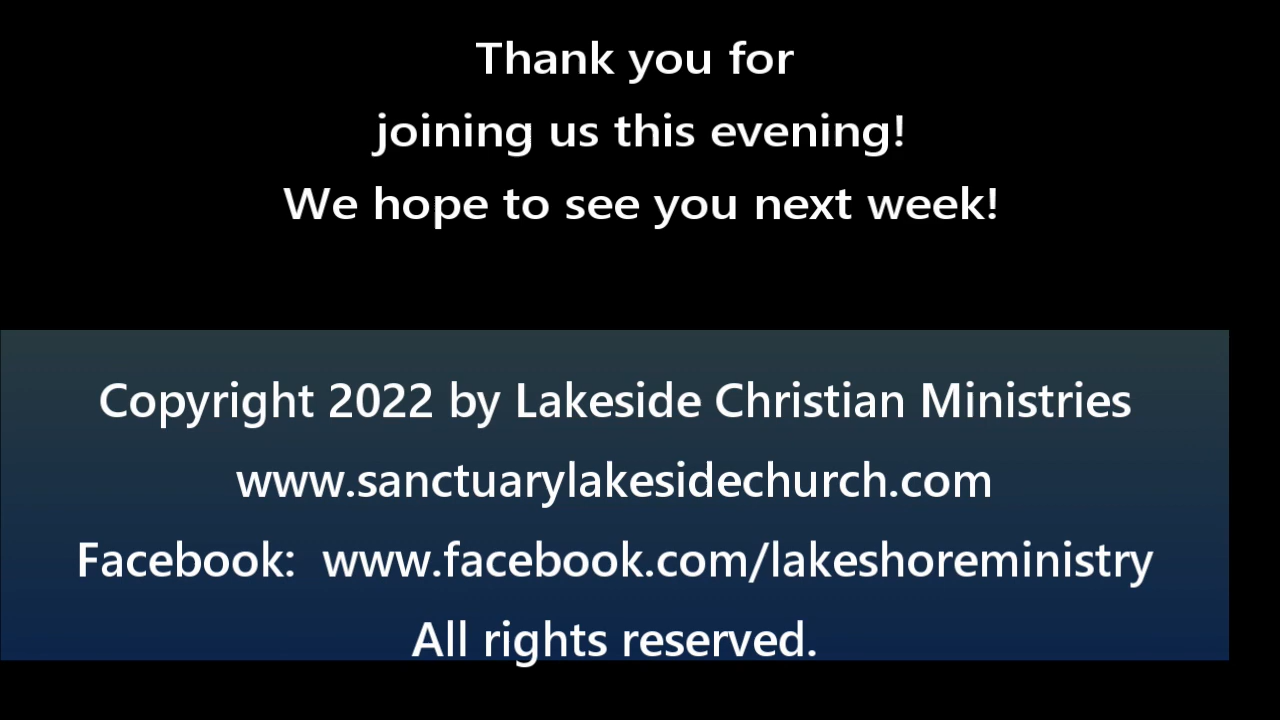 Thank you for
joining us this evening!
We hope to see you next week!
Copyright 2022 by Lakeside Christian Ministries
www.sanctuarylakesidechurch.com
Facebook:  www.facebook.com/lakeshoreministry
All rights reserved.